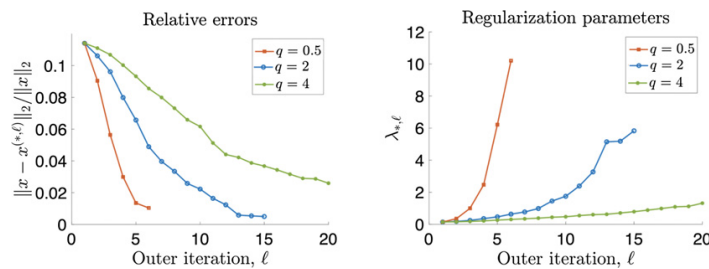 Relative errors
‖x − x^(*,ℓ)‖₂/‖x‖₂
0.1
0.08
0.06
0.04
0.02
0
0 5 10 15 20
Outer iteration, ℓ
q = 0.5
q = 2
q = 4
Regularization parameters
λ*,ℓ
12
10
8
6
4
2
0
0 5 10 15 20
Outer iteration, ℓ
q = 0.5
q = 2
q = 4